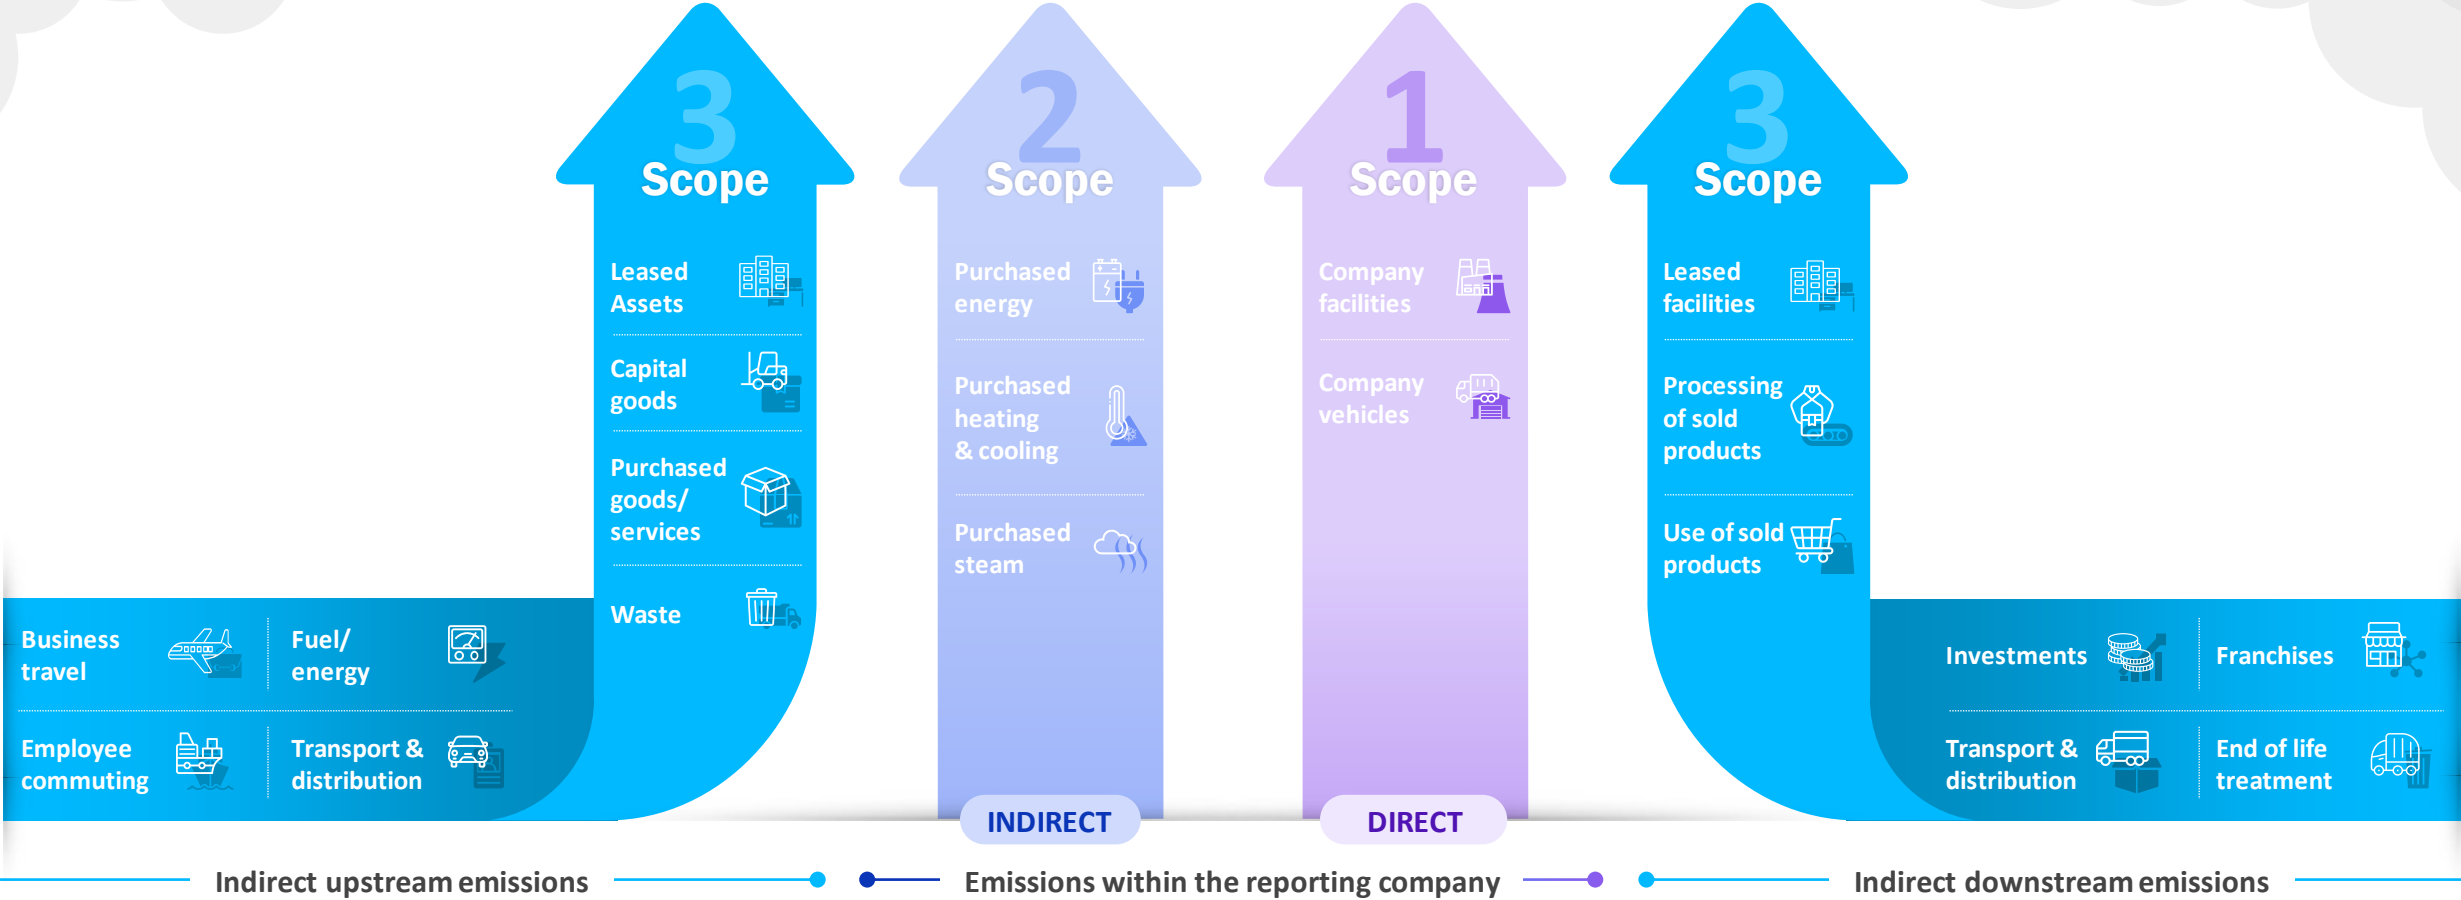 3
Scope
Leased
Assets
Capital
goods
Purchased
goods/
services
Waste
Business
travel
Fuel/
energy
Employee
commuting
Transport &
distribution
2
Scope
Purchased
energy
Purchased
heating
& cooling
Purchased
steam
INDIRECT
1
Scope
Company
facilities
Company
vehicles
DIRECT
3
Scope
Leased
facilities
Processing
of sold
products
Use of sold
products
Investments
Franchises
Transport &
distribution
End of life
treatment
Indirect upstream emissions
Emissions within the reporting company
Indirect downstream emissions